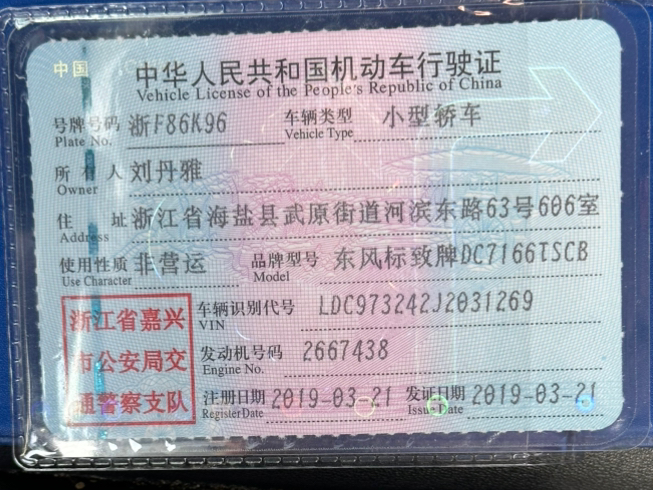 中国
中华人民共和国机动车行驶证
Vehicle License of the People's Republic of China
号牌号码 浙F86K96 车辆类型 小型轿车
Plate No. Vehicle Type
所有人 刘丹雅
Owner
住址 浙江省海盐县武原街道河滨东路63号606室
Address
使用性质 非营运 品牌型号 东风标致牌DC7166TSCB
Use Character Model
浙江省嘉兴
市公安局交
通警察支队
车辆识别代号 LDC973242J2031269
VIN
发动机号码 2667438
Engine No.
注册日期 2019-03-21 发证日期 2019-03-21
Register Date Issue Date